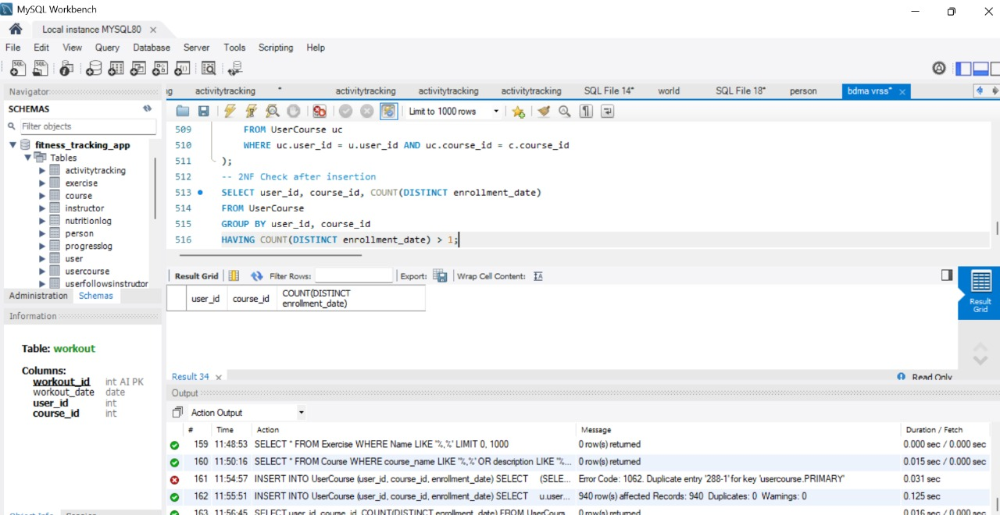 MySQL Workbench
Local instance MYSQL80
File Edit View Query Database Server Tools Scripting Help
Navigator
SCHEMAS
Filter objects
fitness_tracking_app
Tables
activitytracking
exercise
course
instructor
nutritionlog
person
progresslog
user
usercourse
userfollowsinstructor
Administration Schemas
Information
Table: workout
Columns:
workout_id int AI PK
workout_date date
user_id int
course_id int
ng activitytracking * activitytracking activitytracking activitytracking SQL File 14* world SQL File 18* person bdma vrss*
Limit to 1000 rows
509 FROM UserCourse uc
510 WHERE uc.user_id = u.user_id AND uc.course_id = c.course_id
511 );
512 -- 2NF Check after insertion
513 SELECT user_id, course_id, COUNT(DISTINCT enrollment_date)
514 FROM UserCourse
515 GROUP BY user_id, course_id
516 HAVING COUNT(DISTINCT enrollment_date) > 1;
Result Grid Filter Rows: Export: Wrap Cell Content:
user_id course_id COUNT(DISTINCT
enrollment_date)
Result
Grid
Result 34 Read Only
Output
Action Output
# Time Action Message Duration / Fetch
159 11:48:53 SELECT * FROM Exercise WHERE Name LIKE '%,%' LIMIT 0, 1000 0 row(s) returned 0.000 sec / 0.000 sec
160 11:50:16 SELECT * FROM Course WHERE course_name LIKE '%,%' OR description LIKE '%... 0 row(s) returned 0.015 sec / 0.000 sec
161 11:54:57 INSERT INTO UserCourse (user_id, course_id, enrollment_date) SELECT (SELE... Error Code: 1062. Duplicate entry '288-1' for key 'usercourse.PRIMARY' 0.031 sec
162 11:55:51 INSERT INTO UserCourse (user_id, course_id, enrollment_date) SELECT u.user... 940 row(s) affected Records: 940 Duplicates: 0 Warnings: 0 0.125 sec
163 11:56:45 SELECT user_id, course_id, COUNT(DISTINCT enrollment_date) FROM UserCours... 0 row(s) returned 0.016 sec / 0.000 sec
Object Info Session